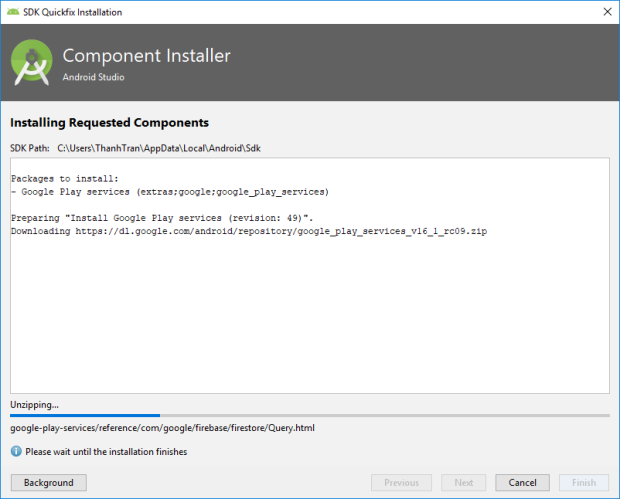 SDK Quickfix Installation
Component Installer
Android Studio
Installing Requested Components
SDK Path: C:\Users\ThanhTran\AppData\Local\Android\Sdk
Packages to install:
- Google Play services (extras;google;google_play_services)
Preparing "Install Google Play services (revision: 49)".
Downloading https://dl.google.com/android/repository/google_play_services_v16_1_rc09.zip
Unzipping...
google-play-services/reference/com/google/firebase/firestore/Query.html
Please wait until the installation finishes
Background Previous Next Cancel Finish